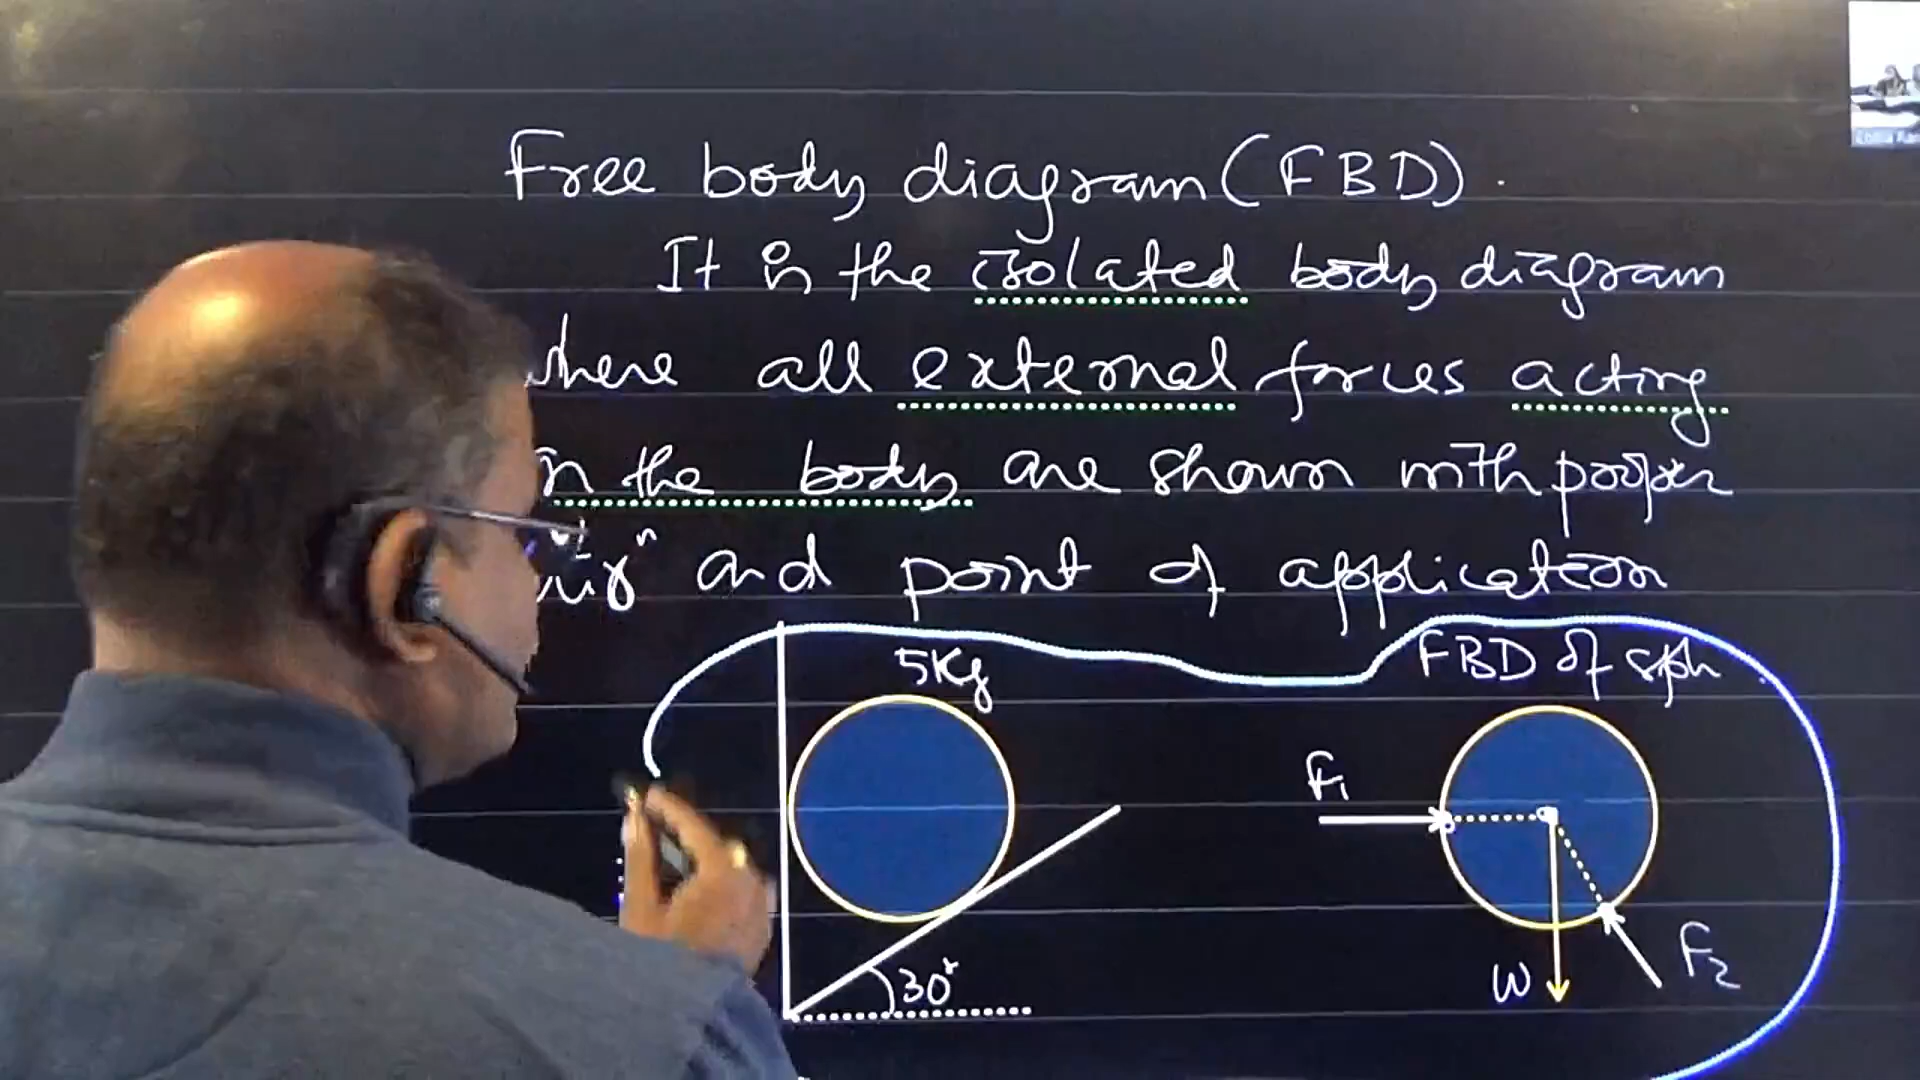 Free body diagram (FBD).
It is the isolated body diagram
where all external forces acting
on the body are shown with proper
and point of application
5Kg
FBD of sph
F1
F2
W
30°